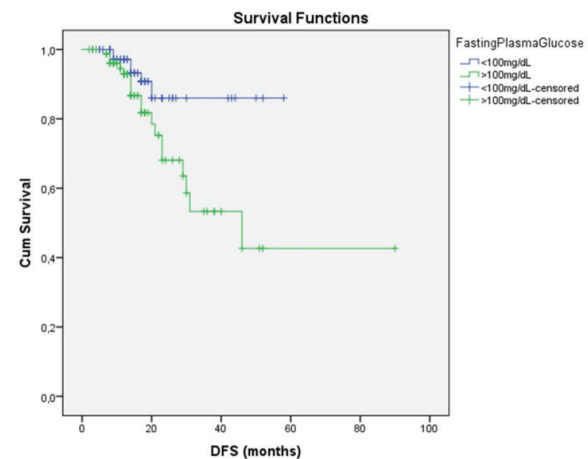 Survival Functions
FastingPlasmaGlucose
<100mg/dL
>100mg/dL
<100mg/dL-censored
>100mg/dL-censored
Cum Survival
1,0
0,8
0,6
0,4
0,2
0,0
0 20 40 60 80 100
DFS (months)